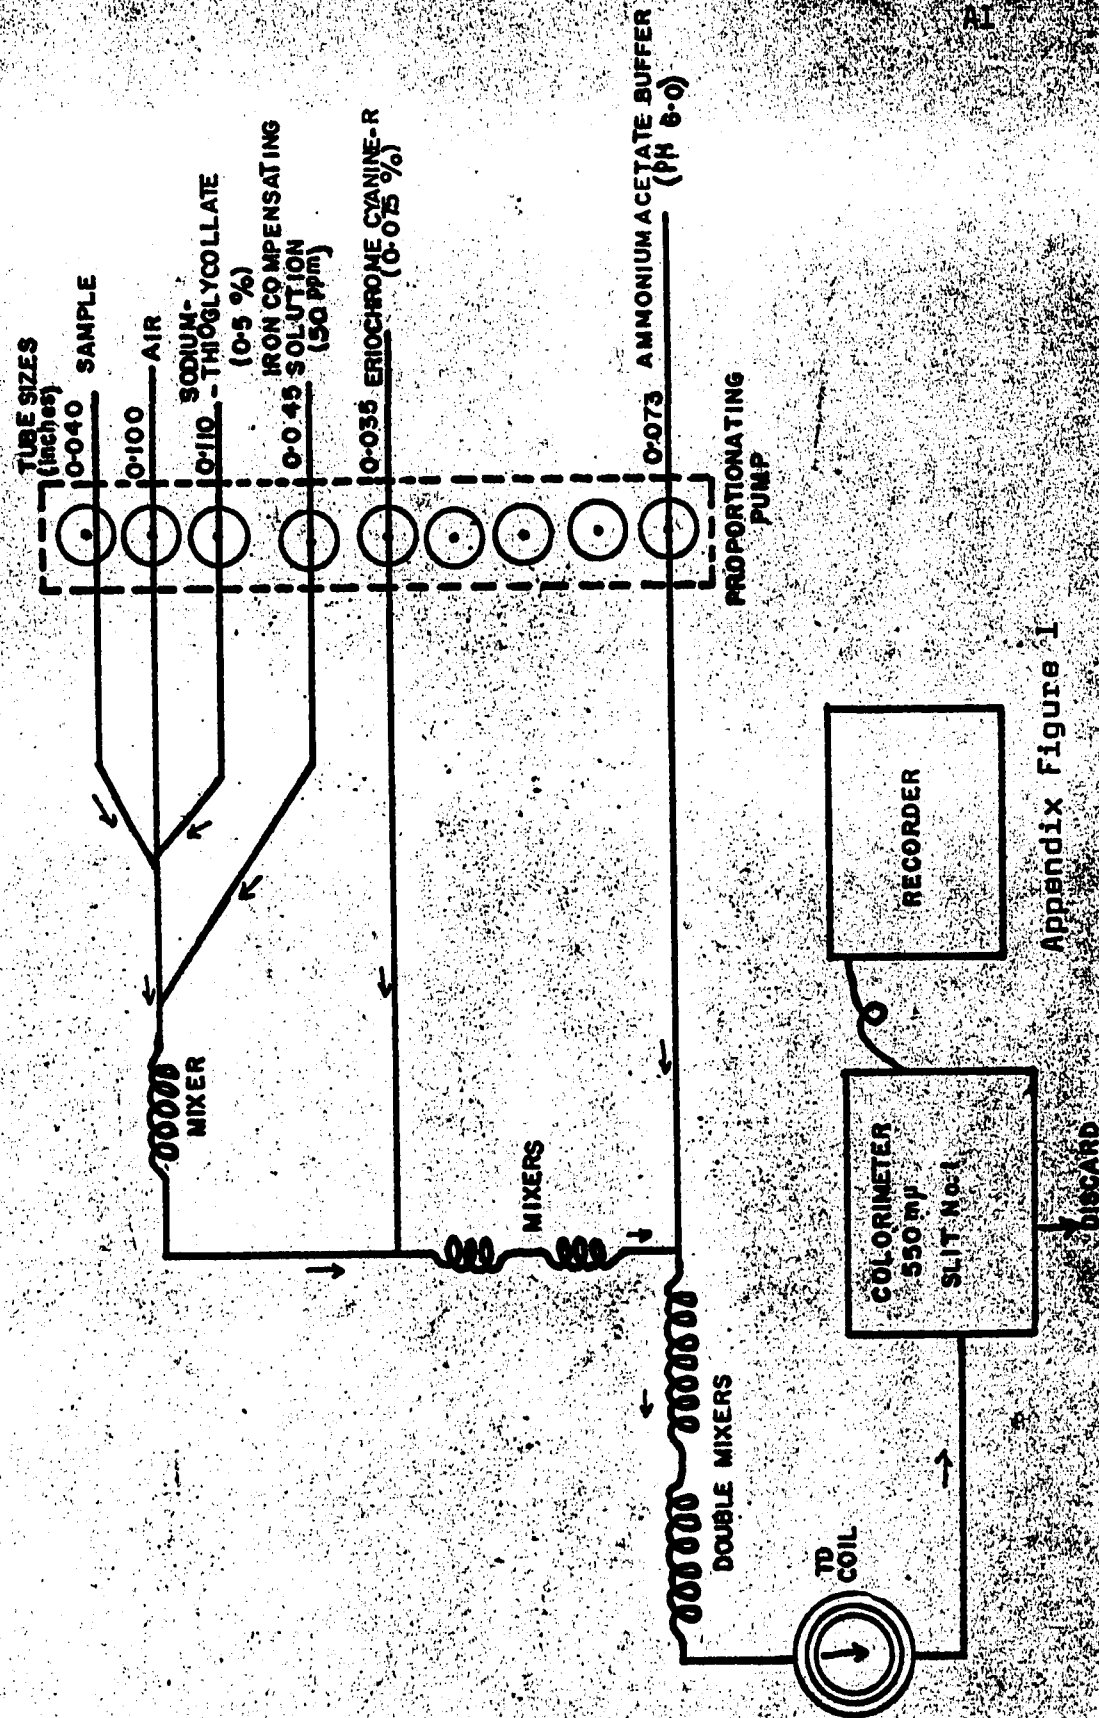 A1
TUBE SIZES
(inches)
0·040 SAMPLE
0·100 AIR
SODIUM-
0·110 -THIOGLYCOLLATE
(0·5 %)
IRON COMPENSATING
0·045 SOLUTION
(50 ppm)
0·035 ERIOCHROME CYANINE-R
(0·075 %)
0·073 AMMONIUM ACETATE BUFFER
(PH 6·0)
PROPORTIONATING
PUMP
MIXER
MIXERS
DOUBLE MIXERS
TD
COIL
COLORIMETER
550 mµ
SLIT No·1
DISCARD
RECORDER
Appendix Figure 1